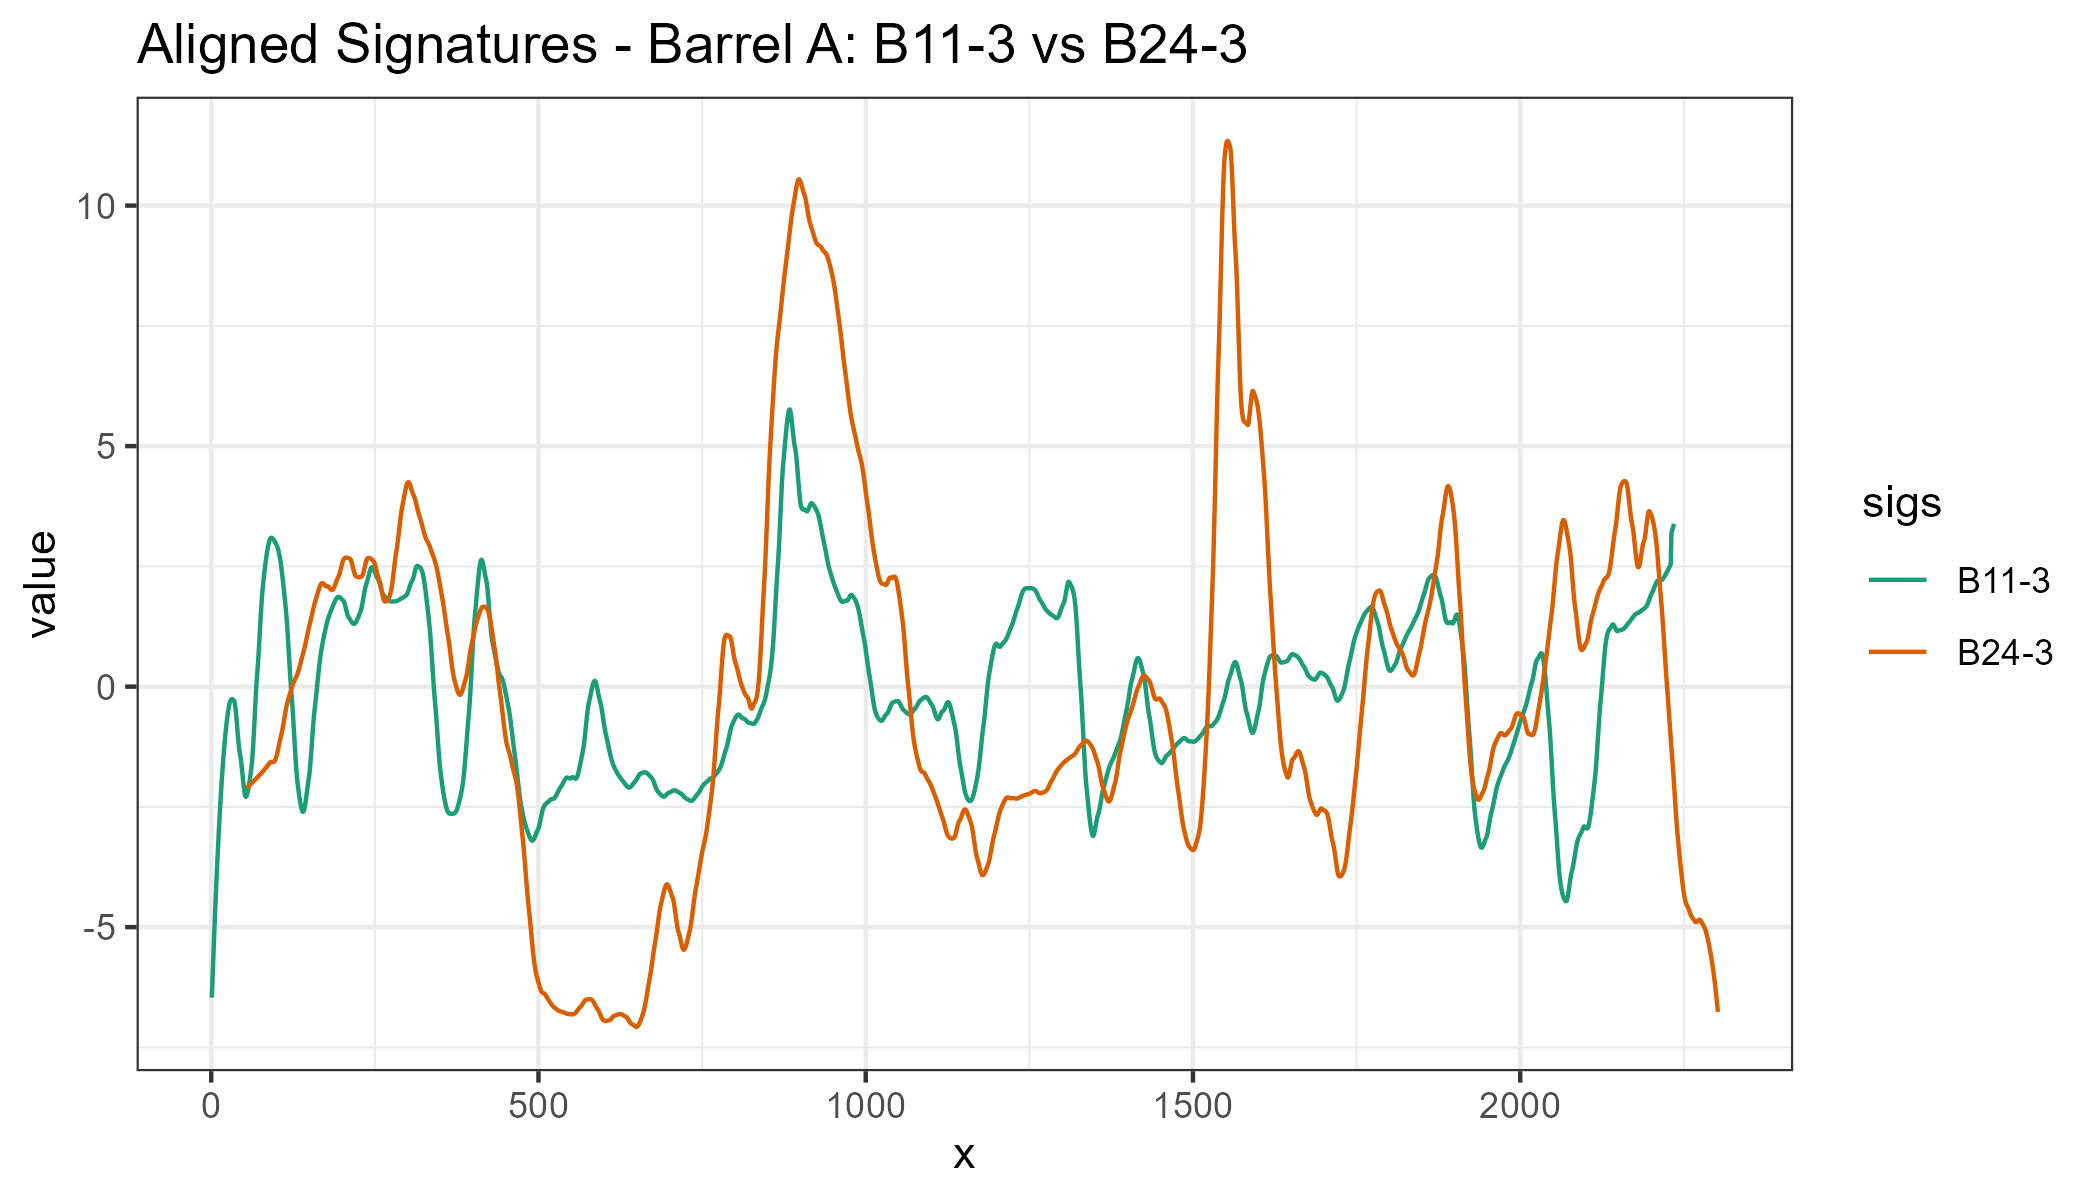 Aligned Signatures - Barrel A: B11-3 vs B24-3
10
5
0
-5
value
0 500 1000 1500 2000
x
sigs
B11-3
B24-3